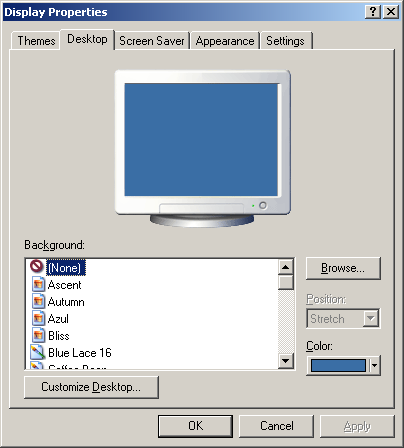 Display Properties
Themes Desktop Screen Saver Appearance Settings
Background:
(None)
Ascent
Autumn
Azul
Bliss
Blue Lace 16
Browse...
Position:
Stretch
Color:
Customize Desktop...
OK Cancel Apply